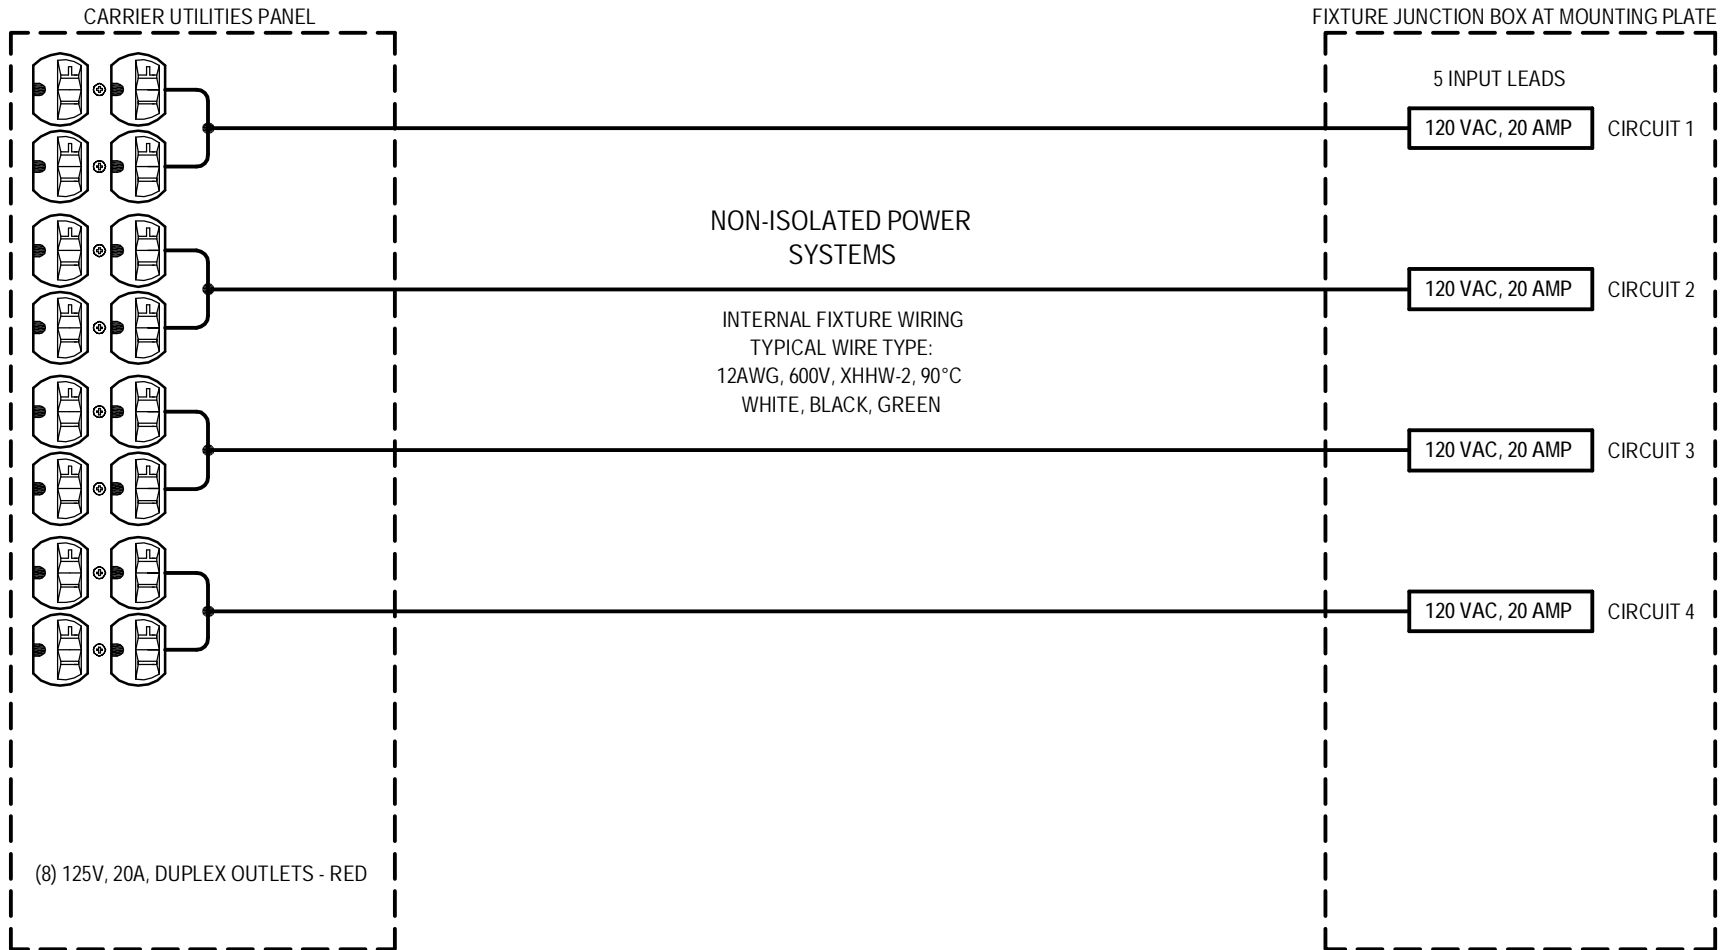 CARRIER UTILITIES PANEL
FIXTURE JUNCTION BOX AT MOUNTING PLATE
5 INPUT LEADS
120 VAC, 20 AMP CIRCUIT 1
NON-ISOLATED POWER
SYSTEMS
120 VAC, 20 AMP CIRCUIT 2
INTERNAL FIXTURE WIRING
TYPICAL WIRE TYPE:
12AWG, 600V, XHHW-2, 90°C
WHITE, BLACK, GREEN
120 VAC, 20 AMP CIRCUIT 3
120 VAC, 20 AMP CIRCUIT 4
(8) 125V, 20A, DUPLEX OUTLETS - RED